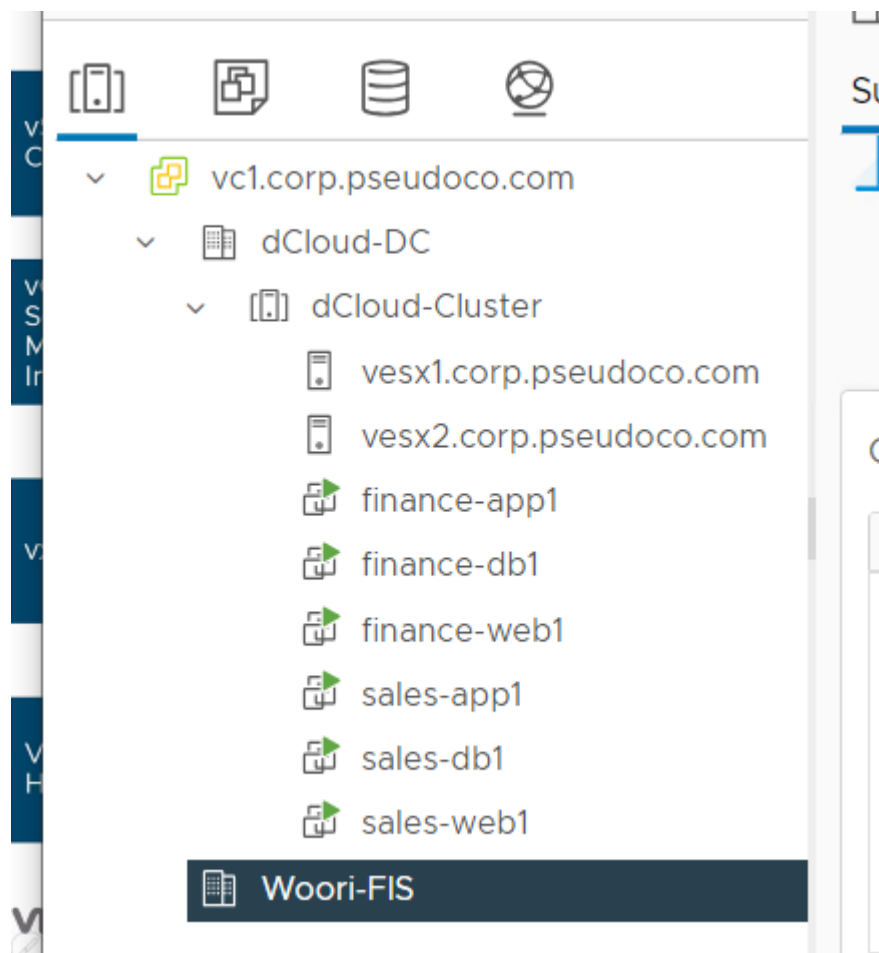 Su
vc1.corp.pseudoco.com
dCloud-DC
dCloud-Cluster
vesx1.corp.pseudoco.com
vesx2.corp.pseudoco.com
finance-app1
finance-db1
finance-web1
sales-app1
sales-db1
sales-web1
Woori-FIS